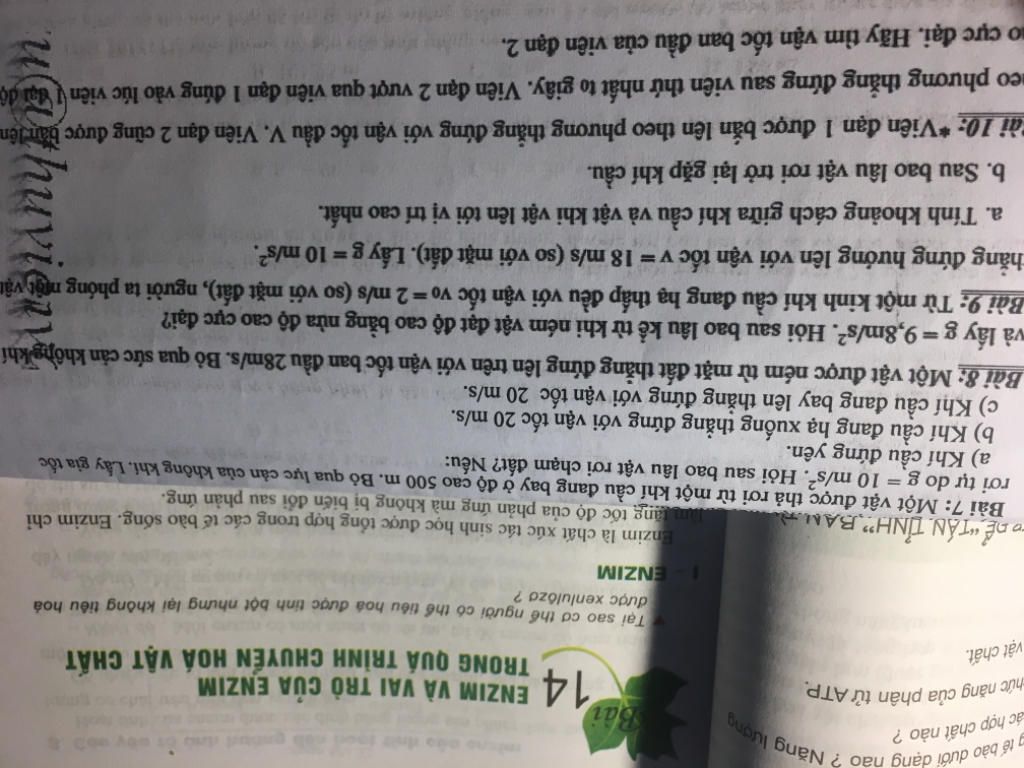 g tế bào dưới dạng nào ? Năng lượng
ác hợp chất nào ?
chức năng của phân tử ATP.
vật chất.
Bài
14
ENZIM VÀ VAI TRÒ CỦA ENZIM
TRONG QUÁ TRÌNH CHUYỂN HOÁ VẬT CHẤT
▼ Tại sao cơ thể người có thể tiêu hoá được tinh bột nhưng lại không tiêu hoá
được xenlulôzơ ?
I - ENZIM
Enzim là chất xúc tác sinh học được tổng hợp trong các tế bào sống. Enzim chỉ
làm tăng tốc độ của phản ứng mà không bị biến đổi sau phản ứng.
ĐỂ "TÁN TỈNH" BẠN
Bài 7: Một vật được thả rơi từ một khí cầu đang bay ở độ cao 500 m. Bỏ qua lực cản của không khí. Lấy gia tốc
rơi tự do g = 10 m/s². Hỏi sau bao lâu vật rơi chạm đất? Nếu:
a) Khí cầu đứng yên.
b) Khí cầu đang hạ xuống thẳng đứng với vận tốc 20 m/s.
c) Khí cầu đang bay lên thẳng đứng với vận tốc 20 m/s.
Bài 8: Một vật được ném từ mặt đất thẳng đứng lên trên với vận tốc ban đầu 28m/s. Bỏ qua sức cản không khí
và lấy g = 9,8m/s². Hỏi sau bao lâu kể từ khi ném vật đạt độ cao bằng nửa độ cao cực đại?
Bài 9: Từ một kinh khí cầu đang hạ thấp đều với vận tốc v₀ = 2 m/s (so với mặt đất), người ta phóng một vật
thẳng đứng hướng lên với vận tốc v = 18 m/s (so với mặt đất). Lấy g = 10 m/s².
a. Tính khoảng cách giữa khí cầu và vật khi vật lên tới vị trí cao nhất.
b. Sau bao lâu vật rơi trở lại gặp khí cầu.
Bài 10: *Viên đạn 1 được bắn lên theo phương thẳng đứng với vận tốc đầu V. Viên đạn 2 cũng được bắn lên
heo phương thẳng đứng sau viên thứ nhất t₀ giây. Viên đạn 2 vượt qua viên đạn 1 đúng vào lúc viên 1 đạt độ
cao cực đại. Hãy tìm vận tốc ban đầu của viên đạn 2.